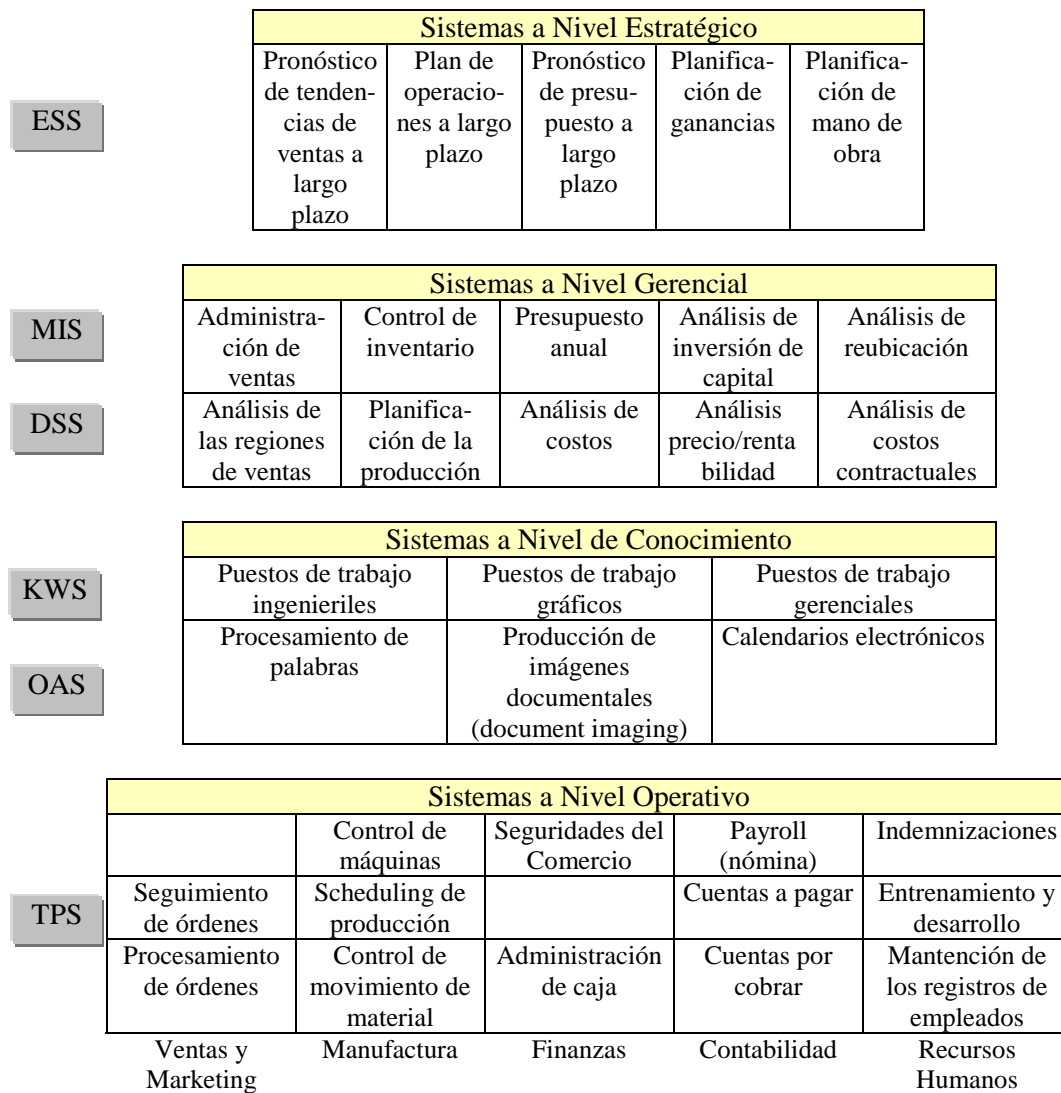 Sistemas a Nivel Estratégico
ESS
Pronóstico
de tenden-
cias de
ventas a
largo
plazo
Plan de
operacio-
nes a largo
plazo
Pronóstico
de presu-
puesto a
largo
plazo
Planifica-
ción de
ganancias
Planifica-
ción de
mano de
obra
Sistemas a Nivel Gerencial
MIS
Administra-
ción de
ventas
Control de
inventario
Presupuesto
anual
Análisis de
inversión de
capital
Análisis de
reubicación
DSS
Análisis de
las regiones
de ventas
Planifica-
ción de la
producción
Análisis de
costos
Análisis
precio/renta
bilidad
Análisis de
costos
contractuales
Sistemas a Nivel de Conocimiento
KWS
Puestos de trabajo
ingenieriles
Puestos de trabajo
gráficos
Puestos de trabajo
gerenciales
OAS
Procesamiento de
palabras
Producción de
imágenes
documentales
(document imaging)
Calendarios electrónicos
Sistemas a Nivel Operativo
TPS
Control de
máquinas
Seguridades del
Comercio
Payroll
(nómina)
Indemnizaciones
Seguimiento
de órdenes
Scheduling de
producción
Cuentas a pagar
Entrenamiento y
desarrollo
Procesamiento
de órdenes
Control de
movimiento de
material
Administración
de caja
Cuentas por
cobrar
Mantención de
los registros de
empleados
Ventas y
Marketing
Manufactura
Finanzas
Contabilidad
Recursos
Humanos